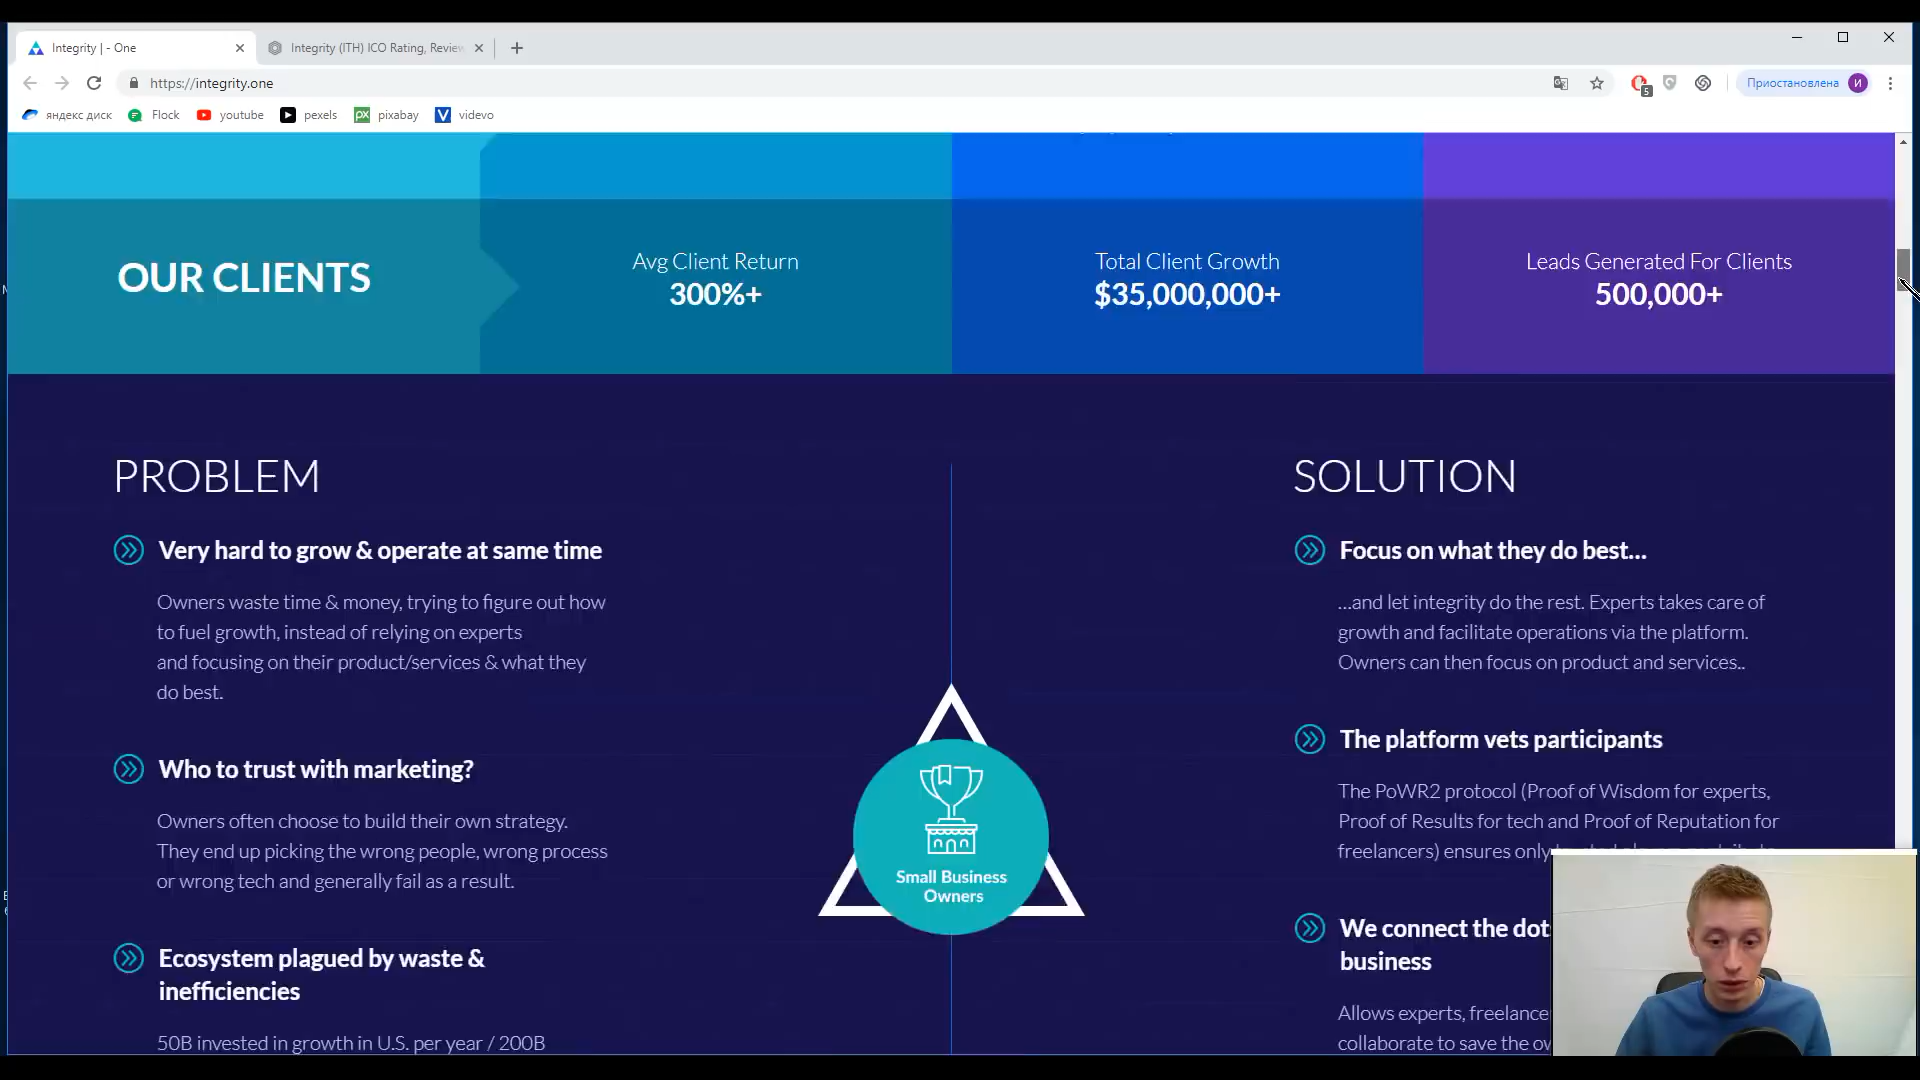 Integrity | - One
Integrity (ITH) ICO Rating, Review
https://integrity.one
5
Приостановлена
И
яндекс диск
Flock
youtube
px
pexels
pixabay
V
videvo
OUR CLIENTS
Avg Client Return
300%+
Total Client Growth
$35,000,000+
Leads Generated For Clients
500,000+
PROBLEM
Very hard to grow & operate at same time
Owners waste time & money, trying to figure out how
to fuel growth, instead of relying on experts
and focusing on their product/services & what they
do best.
Who to trust with marketing?
Owners often choose to build their own strategy.
They end up picking the wrong people, wrong process
or wrong tech and generally fail as a result.
Ecosystem plagued by waste &
inefficiencies
50B invested in growth in U.S. per year / 200B
Small Business
Owners
SOLUTION
Focus on what they do best...
...and let integrity do the rest. Experts takes care of
growth and facilitate operations via the platform.
Owners can then focus on product and services..
The platform vets participants
The PoWR2 protocol (Proof of Wisdom for experts,
Proof of Results for tech and Proof of Reputation for
freelancers) ensures only
We connect the dot
business
Allows experts, freelance
collaborate to save the ov